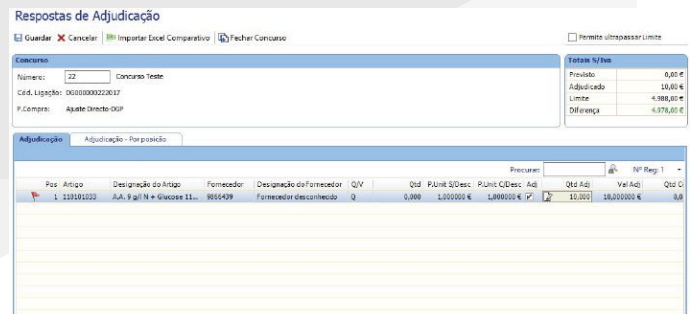 Respostas de Adjudicação
Guardar Cancelar Importar Excel Comparativo Fechar Concurso Permite ultrapassar Limite
Concurso Totais S/Iva
Número: 22 Concurso Teste Previsto 0,00 €
Cód. Ligação: DG000000222017 Adjudicado 10,00 €
P.Compra: Ajuste Directo-DGP Limite 4.988,00 €
Diferença 4.978,00 €
Adjudicação Adjudicação - Por posição
Procurar: Nº Reg: 1
Pos Artigo Designação do Artigo Fornecedor Designação do Fornecedor Q/V Qtd P.Unit S/Desc P.Unit C/Desc Adj Qtd Adj Val Adj Qtd C
1 110101033 A.A. 9 g/l N + Glucose 11... 9866439 Fornecedor desconhecido Q 0,000 1,000000 € 1,000000 € 10,000 10,000000 € 0,0